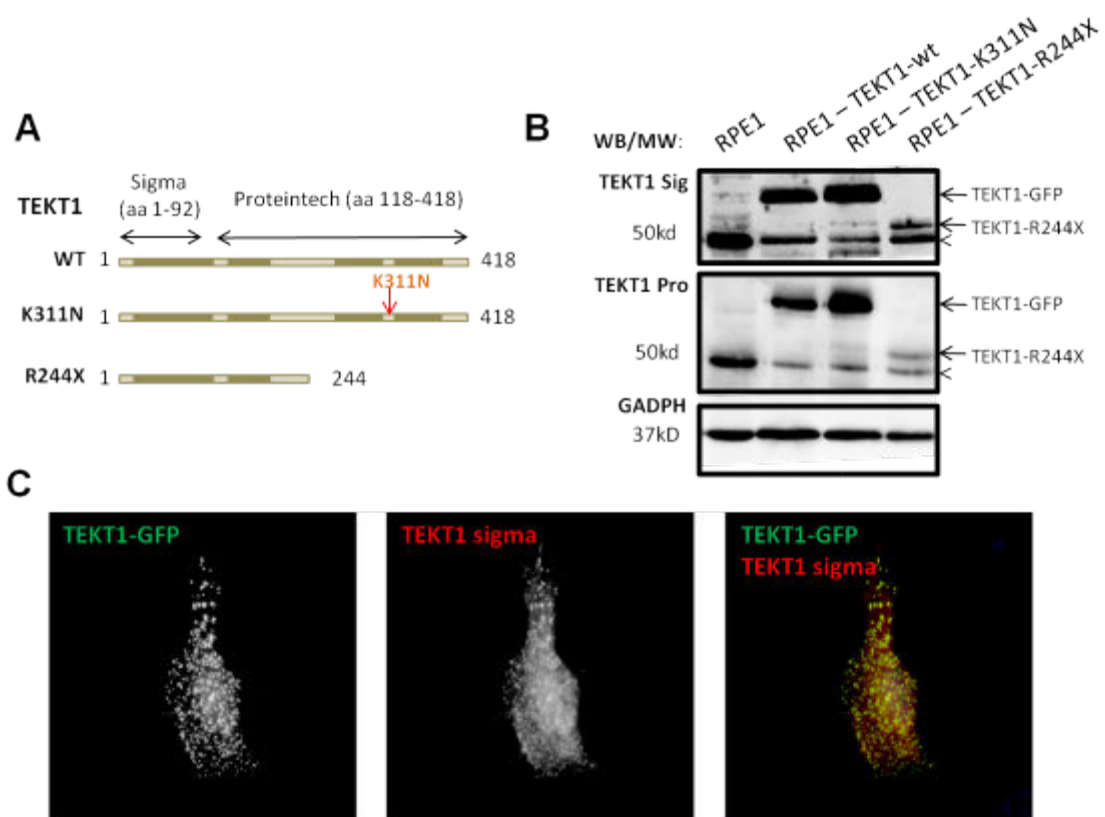 A
Sigma
(aa 1-92)
Proteintech (aa 118-418)
TEKT1
WT 1 418
K311N
K311N 1 418
R244X 1 244
B
WB/MW:
RPE1
RPE1 – TEKT1-wt
RPE1 – TEKT1-K311N
RPE1 – TEKT1-R244X
TEKT1 Sig
50kd
TEKT1-GFP
TEKT1-R244X
<
TEKT1 Pro
50kd
TEKT1-GFP
TEKT1-R244X
<
GADPH
37kD
C
TEKT1-GFP
TEKT1 sigma
TEKT1-GFP
TEKT1 sigma